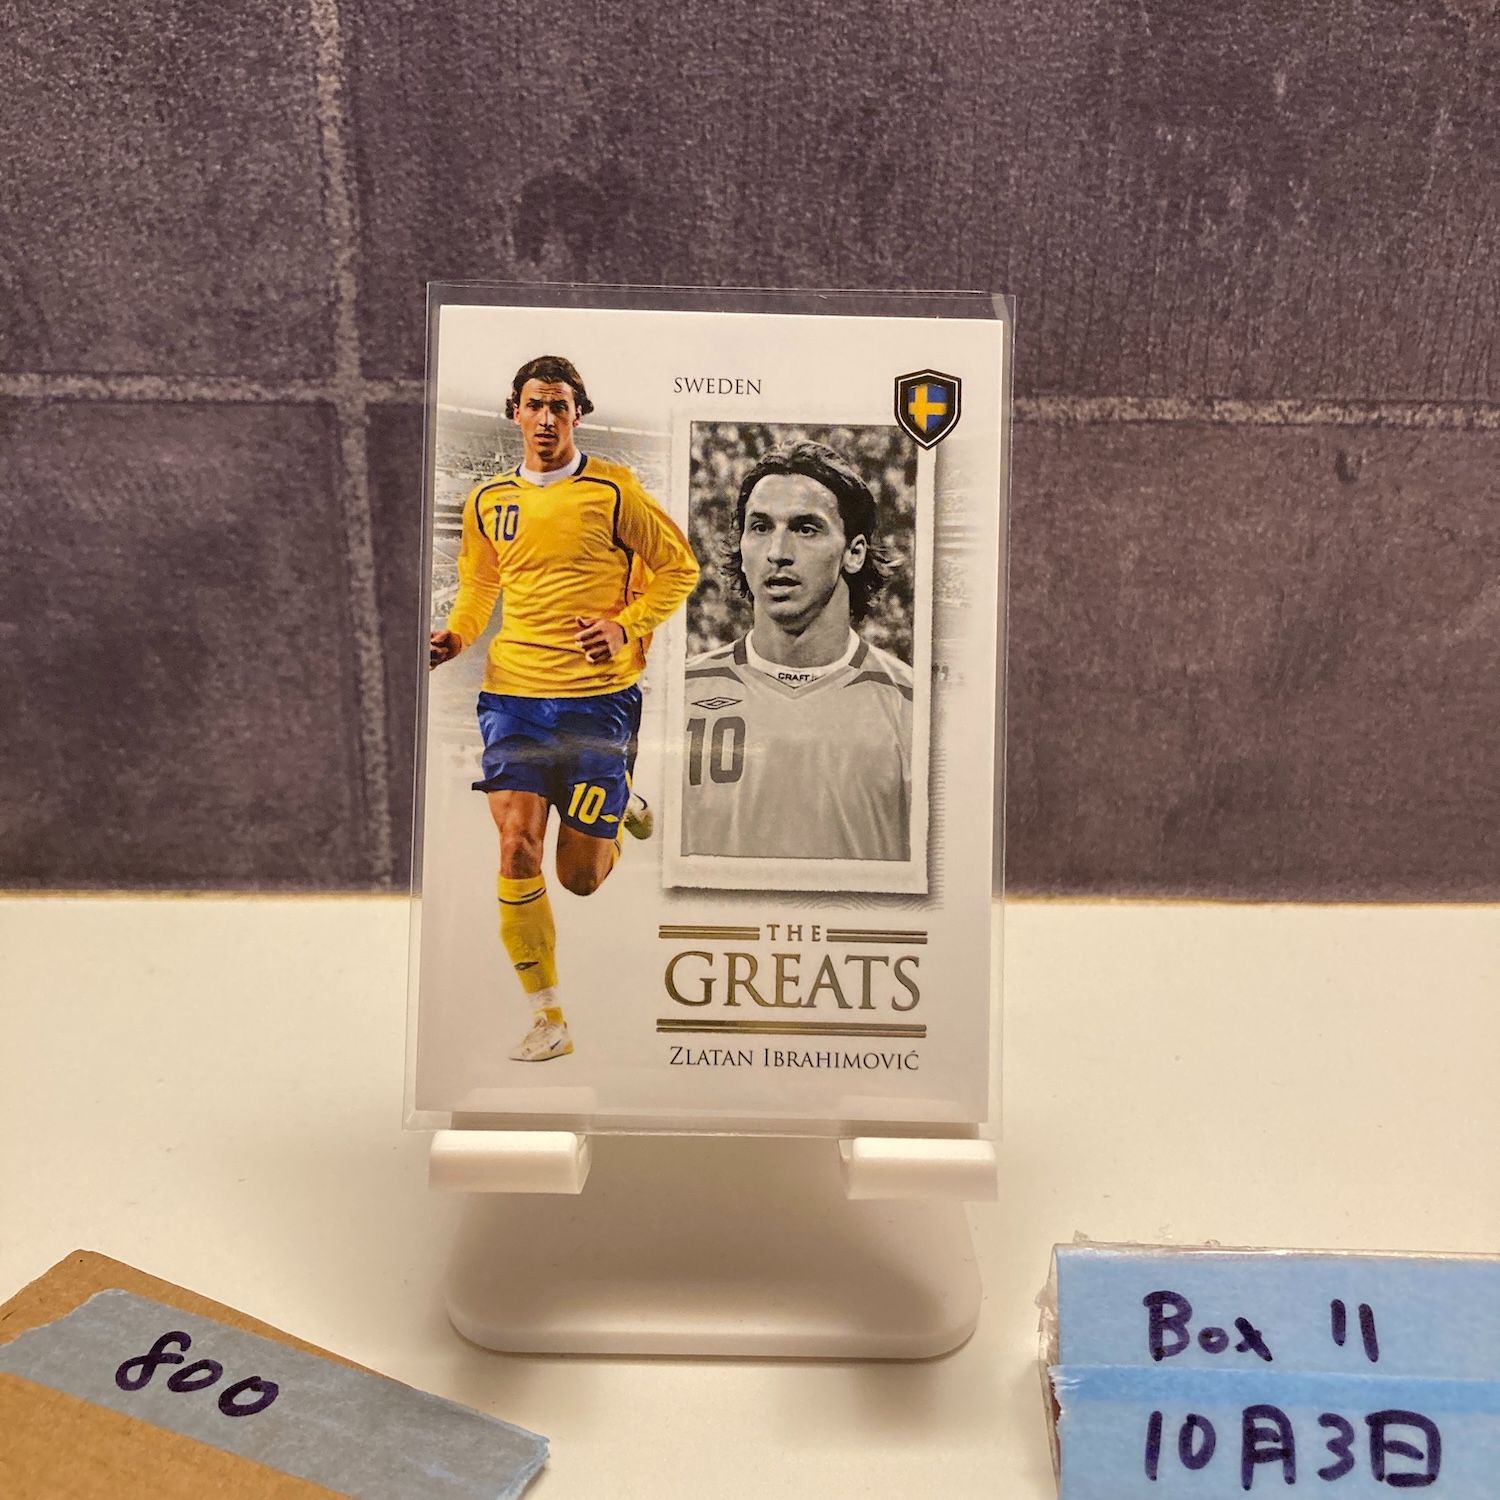 SWEDEN
10
CRAFT
10
10
THE
GREATS
ZLATAN IBRAHIMOVIĆ
800
Box 11
10月3日